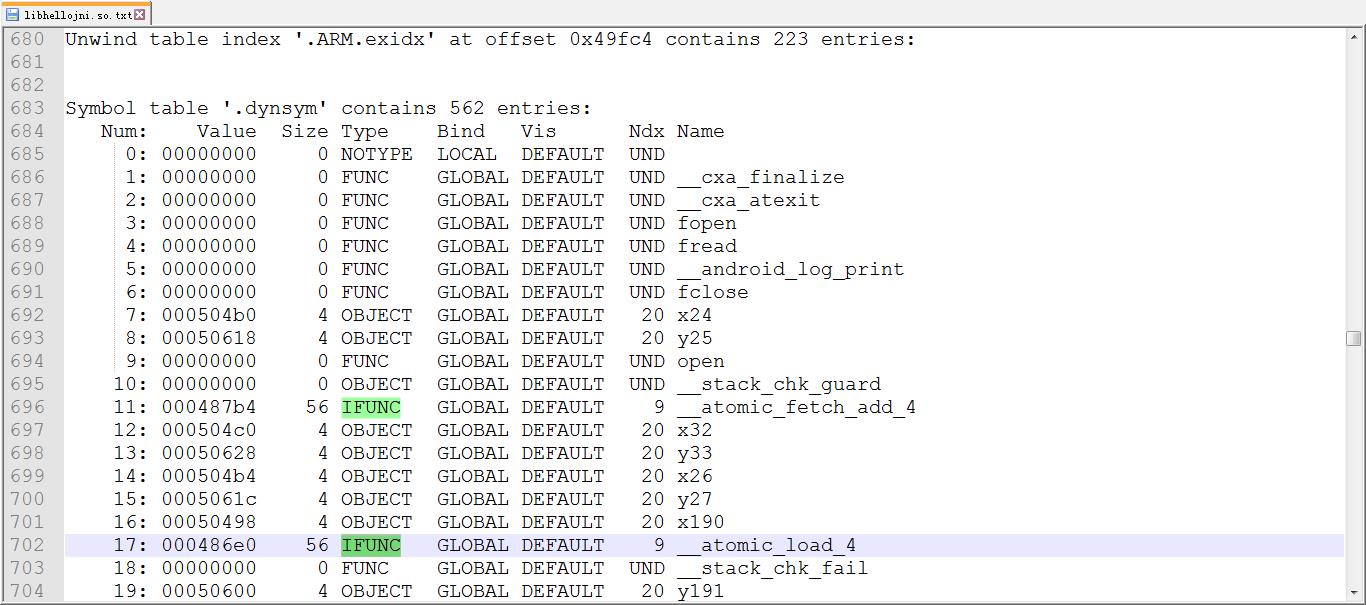 libhellojni.so.txt
680 Unwind table index '.ARM.exidx' at offset 0x49fc4 contains 223 entries:
681
682
683 Symbol table '.dynsym' contains 562 entries:
684    Num:    Value  Size Type    Bind   Vis      Ndx Name
685      0: 00000000     0 NOTYPE  LOCAL  DEFAULT  UND
686      1: 00000000     0 FUNC    GLOBAL DEFAULT  UND __cxa_finalize
687      2: 00000000     0 FUNC    GLOBAL DEFAULT  UND __cxa_atexit
688      3: 00000000     0 FUNC    GLOBAL DEFAULT  UND fopen
689      4: 00000000     0 FUNC    GLOBAL DEFAULT  UND fread
690      5: 00000000     0 FUNC    GLOBAL DEFAULT  UND __android_log_print
691      6: 00000000     0 FUNC    GLOBAL DEFAULT  UND fclose
692      7: 000504b0     4 OBJECT  GLOBAL DEFAULT   20 x24
693      8: 00050618     4 OBJECT  GLOBAL DEFAULT   20 y25
694      9: 00000000     0 FUNC    GLOBAL DEFAULT  UND open
695     10: 00000000     0 OBJECT  GLOBAL DEFAULT  UND __stack_chk_guard
696     11: 000487b4    56 IFUNC   GLOBAL DEFAULT    9 __atomic_fetch_add_4
697     12: 000504c0     4 OBJECT  GLOBAL DEFAULT   20 x32
698     13: 00050628     4 OBJECT  GLOBAL DEFAULT   20 y33
699     14: 000504b4     4 OBJECT  GLOBAL DEFAULT   20 x26
700     15: 0005061c     4 OBJECT  GLOBAL DEFAULT   20 y27
701     16: 00050498     4 OBJECT  GLOBAL DEFAULT   20 x190
702     17: 000486e0    56 IFUNC   GLOBAL DEFAULT    9 __atomic_load_4
703     18: 00000000     0 FUNC    GLOBAL DEFAULT  UND __stack_chk_fail
704     19: 00050600     4 OBJECT  GLOBAL DEFAULT   20 y191